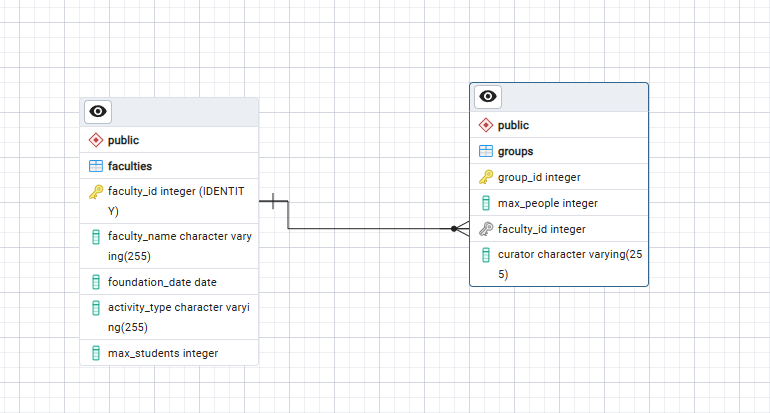 public
faculties
faculty_id integer (IDENTIT
Y)
faculty_name character vary
ing(255)
foundation_date date
activity_type character varyi
ng(255)
max_students integer
public
groups
group_id integer
max_people integer
faculty_id integer
curator character varying(25
5)